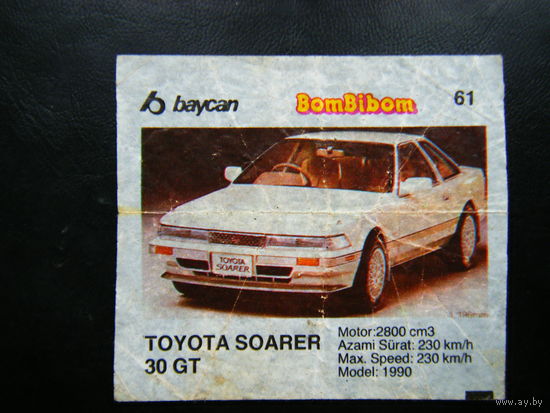 baycan BomBibom 61
TOYOTA
SOARER
TOYOTA SOARER
30 GT
Motor:2800 cm3
Azami Sürat: 230 km/h
Max. Speed: 230 km/h
Model: 1990
© www.ay.by